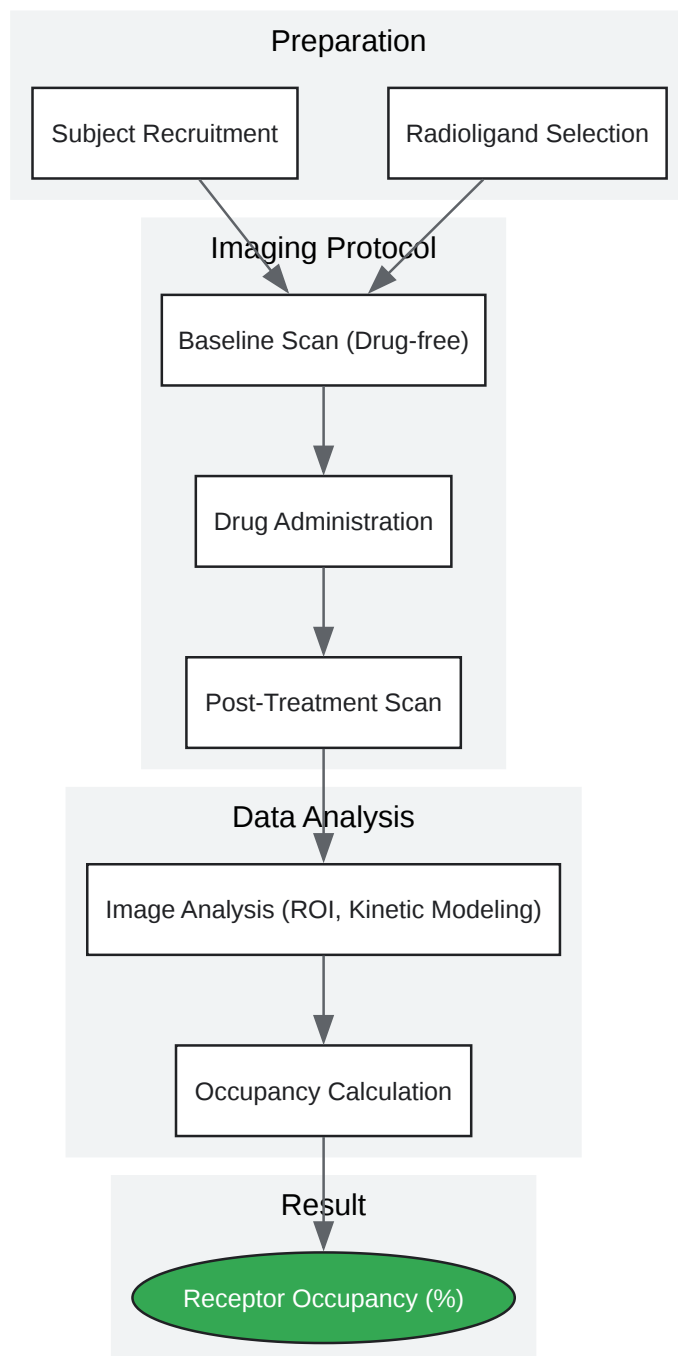 Preparation
Subject Recruitment
Radioligand Selection
Imaging Protocol
Baseline Scan (Drug-free)
Drug Administration
Post-Treatment Scan
Data Analysis
Image Analysis (ROI, Kinetic Modeling)
Occupancy Calculation
Result
Receptor Occupancy (%)